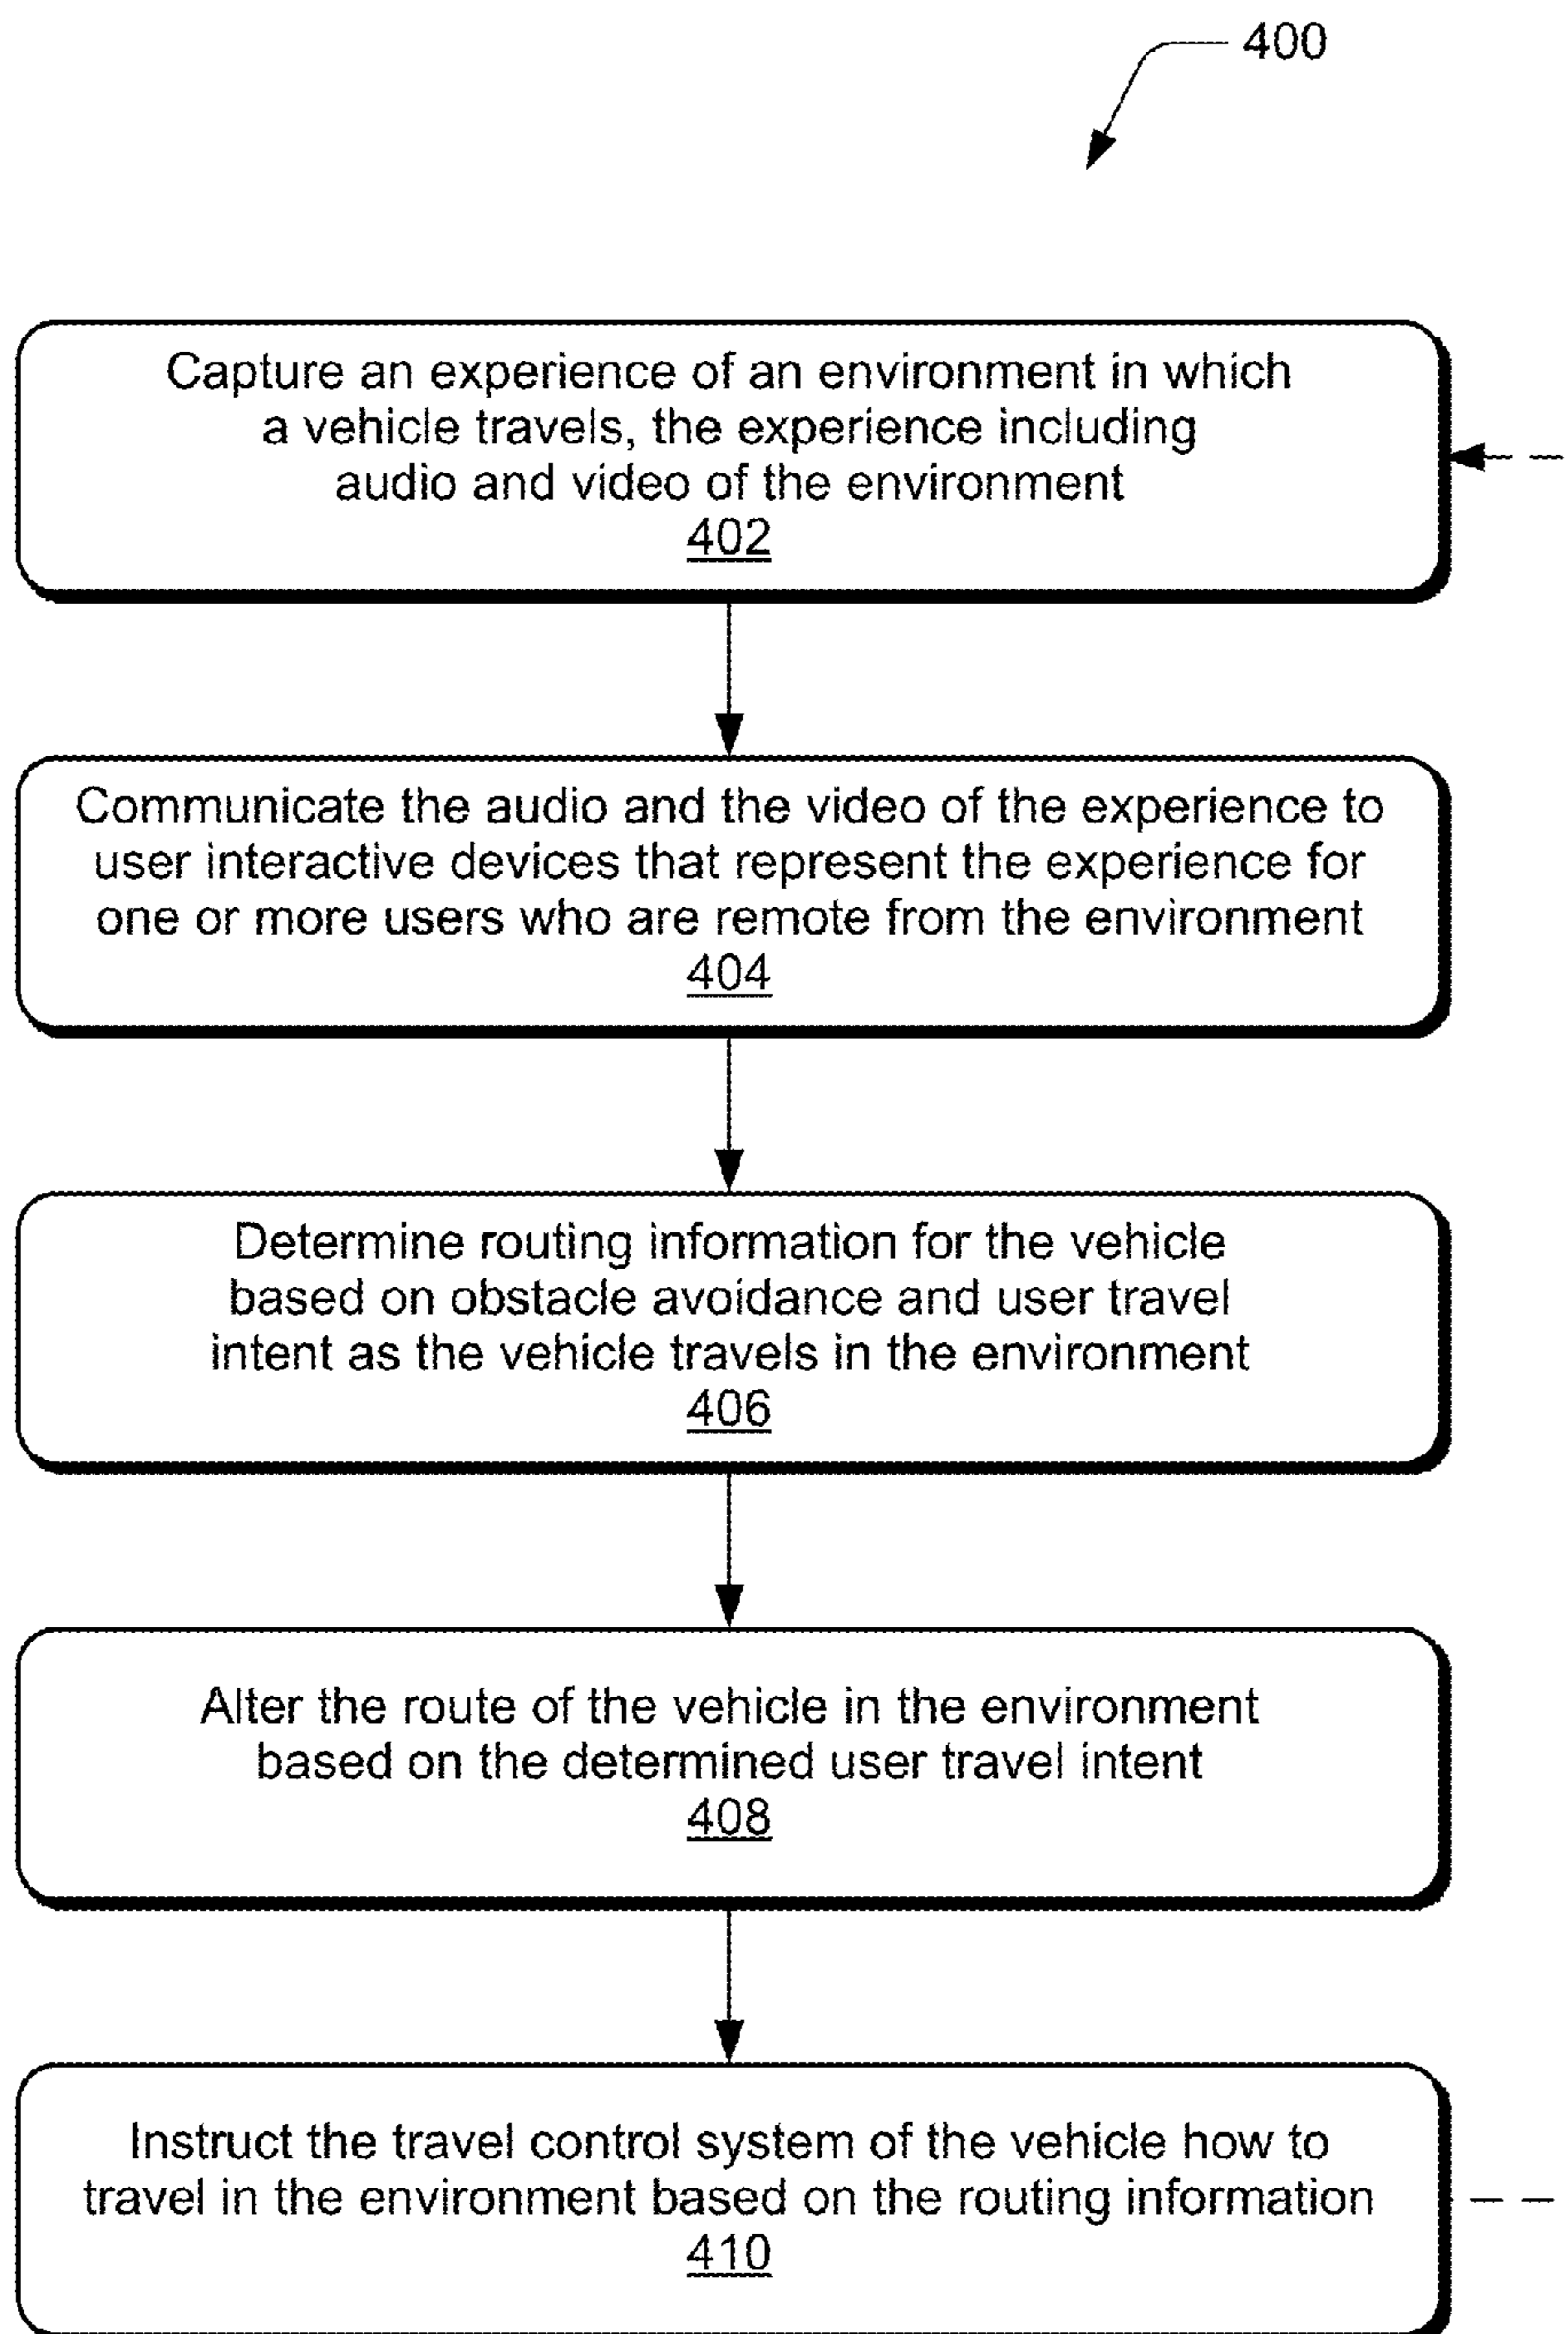 400
Capture an experience of an environment in which
a vehicle travels, the experience including
audio and video of the environment
402
Communicate the audio and the video of the experience to
user interactive devices that represent the experience for
one or more users who are remote from the environment
404
Determine routing information for the vehicle
based on obstacle avoidance and user travel
intent as the vehicle travels in the environment
406
Alter the route of the vehicle in the environment
based on the determined user travel intent
408
Instruct the travel control system of the vehicle how to
travel in the environment based on the routing information
410